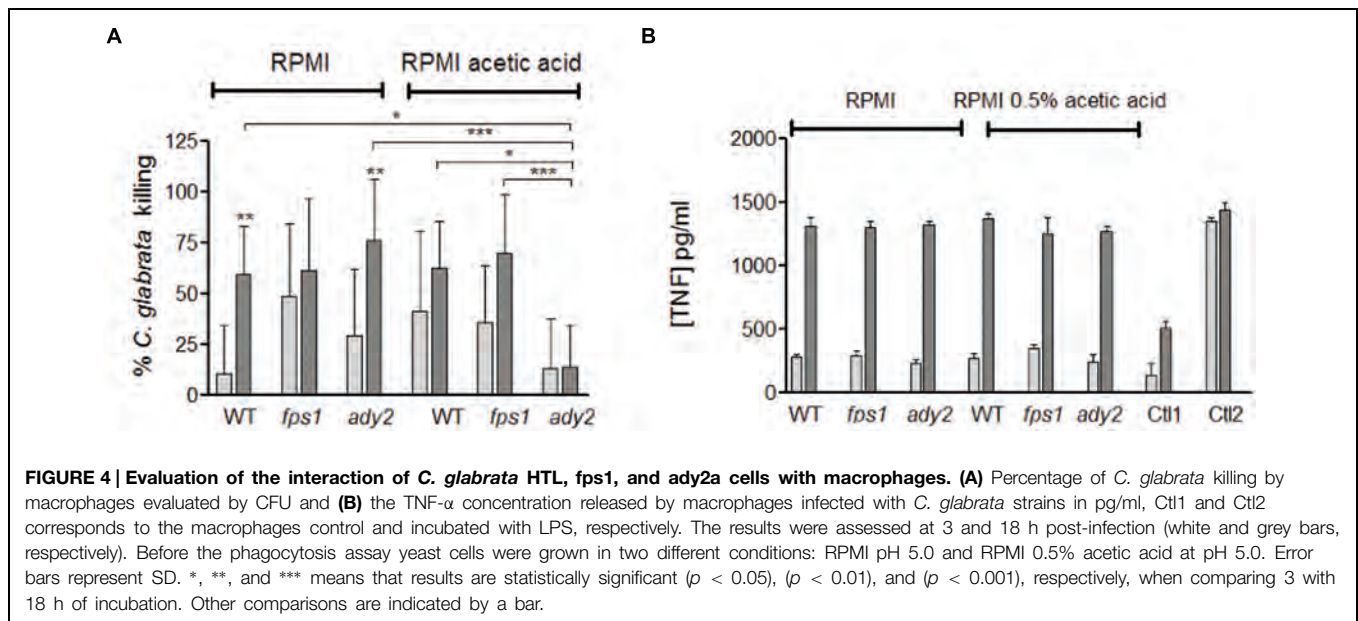 A
RPMI
RPMI acetic acid
*
***
*
***
**
**
% C. glabrata killing
125
100
75
50
25
0
WT
fps1
ady2
WT
fps1
ady2
B
RPMI
RPMI 0.5% acetic acid
[TNF] pg/ml
2000
1500
1000
500
0
WT
fps1
ady2
WT
fps1
ady2
Ctl1
Ctl2
FIGURE 4 | Evaluation of the interaction of C. glabrata HTL, fps1, and ady2a cells with macrophages. (A) Percentage of C. glabrata killing by
macrophages evaluated by CFU and (B) the TNF-α concentration released by macrophages infected with C. glabrata strains in pg/ml, Ctl1 and Ctl2
corresponds to the macrophages control and incubated with LPS, respectively. The results were assessed at 3 and 18 h post-infection (white and grey bars,
respectively). Before the phagocytosis assay yeast cells were grown in two different conditions: RPMI pH 5.0 and RPMI 0.5% acetic acid at pH 5.0. Error
bars represent SD. *, **, and *** means that results are statistically significant (p < 0.05), (p < 0.01), and (p < 0.001), respectively, when comparing 3 with
18 h of incubation. Other comparisons are indicated by a bar.